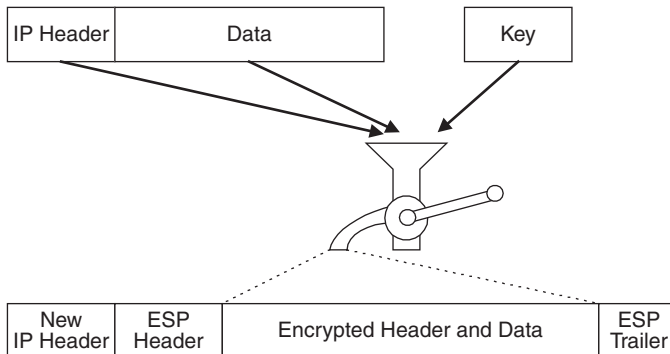 IP Header
Data
Key
New
IP Header
ESP
Header
Encrypted Header and Data
ESP
Trailer